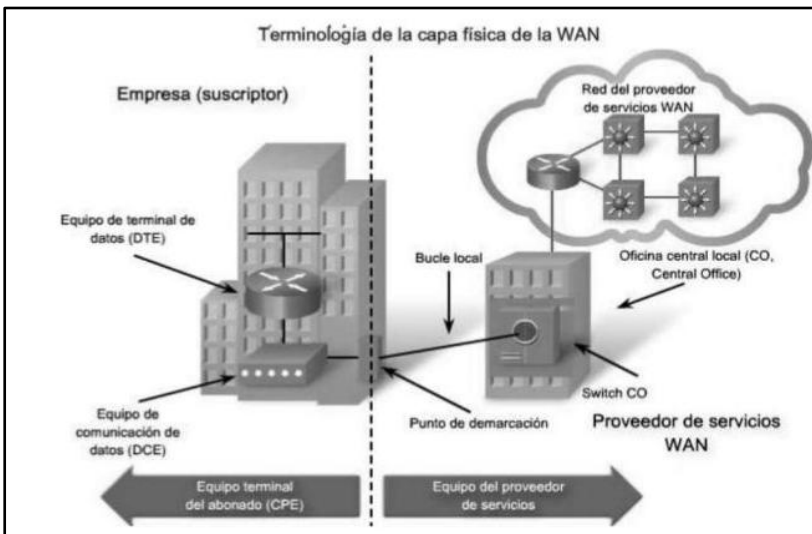 Terminología de la capa física de la WAN
Empresa (suscriptor)
Red del proveedor
de servicios WAN
Equipo de terminal de
datos (DTE)
Bucle local
Oficina central local (CO,
Central Office)
Switch CO
Equipo de
comunicación de
datos (DCE)
Punto de demarcación
Proveedor de servicios
WAN
Equipo terminal
del abonado (CPE)
Equipo del proveedor
de servicios